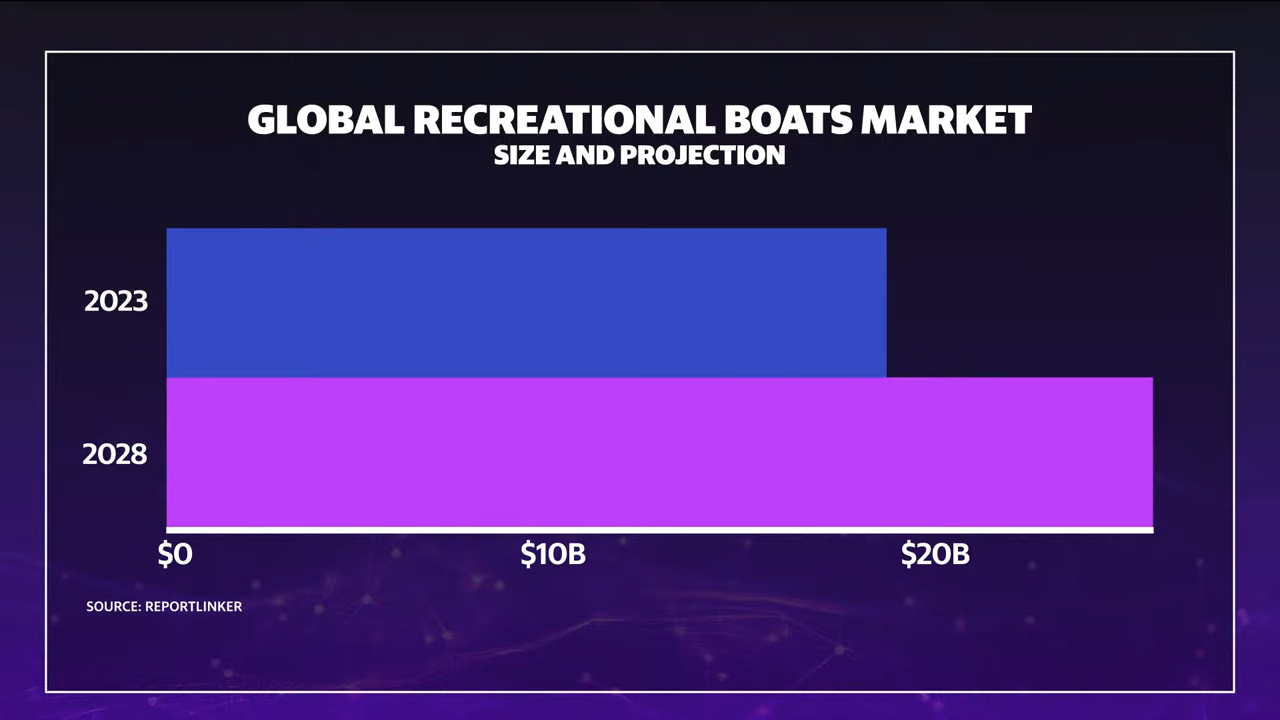 GLOBAL RECREATIONAL BOATS MARKET
SIZE AND PROJECTION
2023
2028
$0 $10B $20B
SOURCE: REPORTLINKER